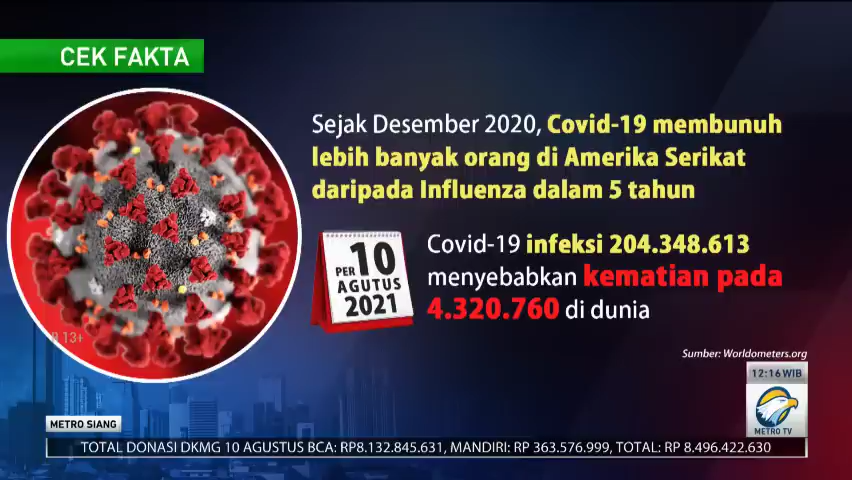 CEK FAKTA
Sejak Desember 2020, Covid-19 membunuh
lebih banyak orang di Amerika Serikat
daripada Influenza dalam 5 tahun
PER 10
AGUTUS
2021
Covid-19 infeksi 204.348.613
menyebabkan kematian pada
4.320.760 di dunia
R 13+
Sumber: Worldometers.org
12:16 WIB
METRO TV
METRO SIANG
TOTAL DONASI DKMG 10 AGUSTUS BCA: RP8.132.845.631, MANDIRI: RP 363.576.999, TOTAL: RP 8.496.422.630